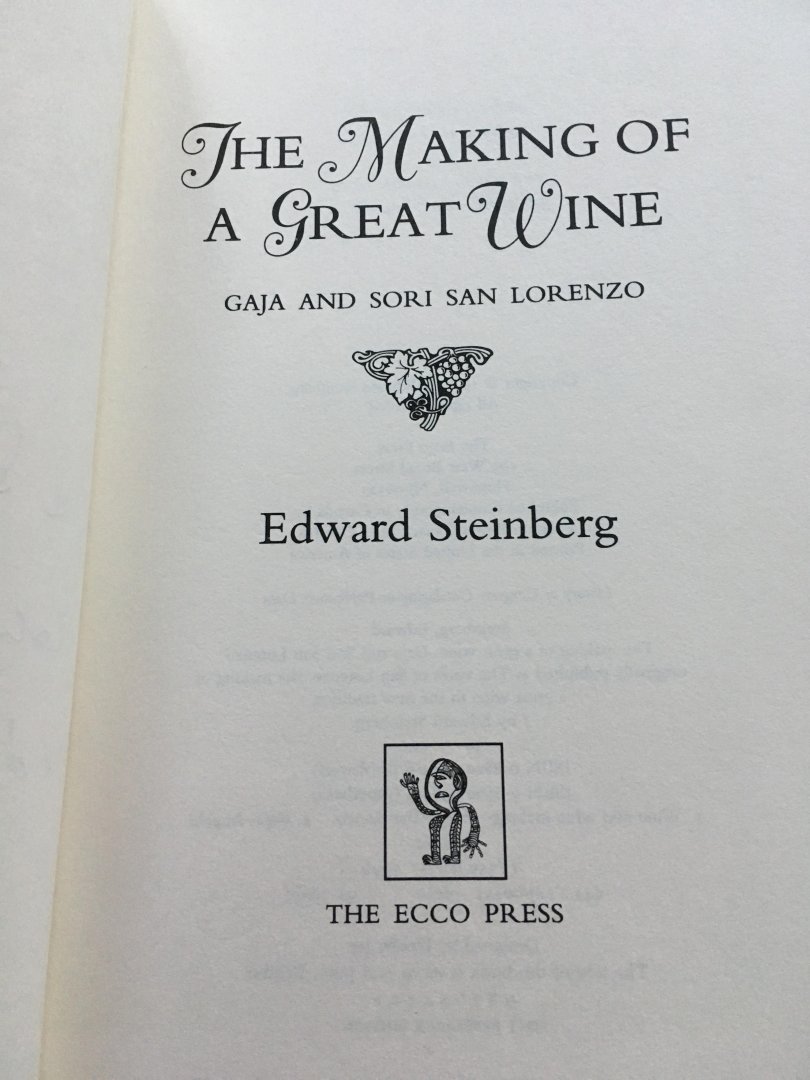 THE MAKING OF
A GREAT WINE
GAJA AND SORI SAN LORENZO
Edward Steinberg
THE ECCO PRESS